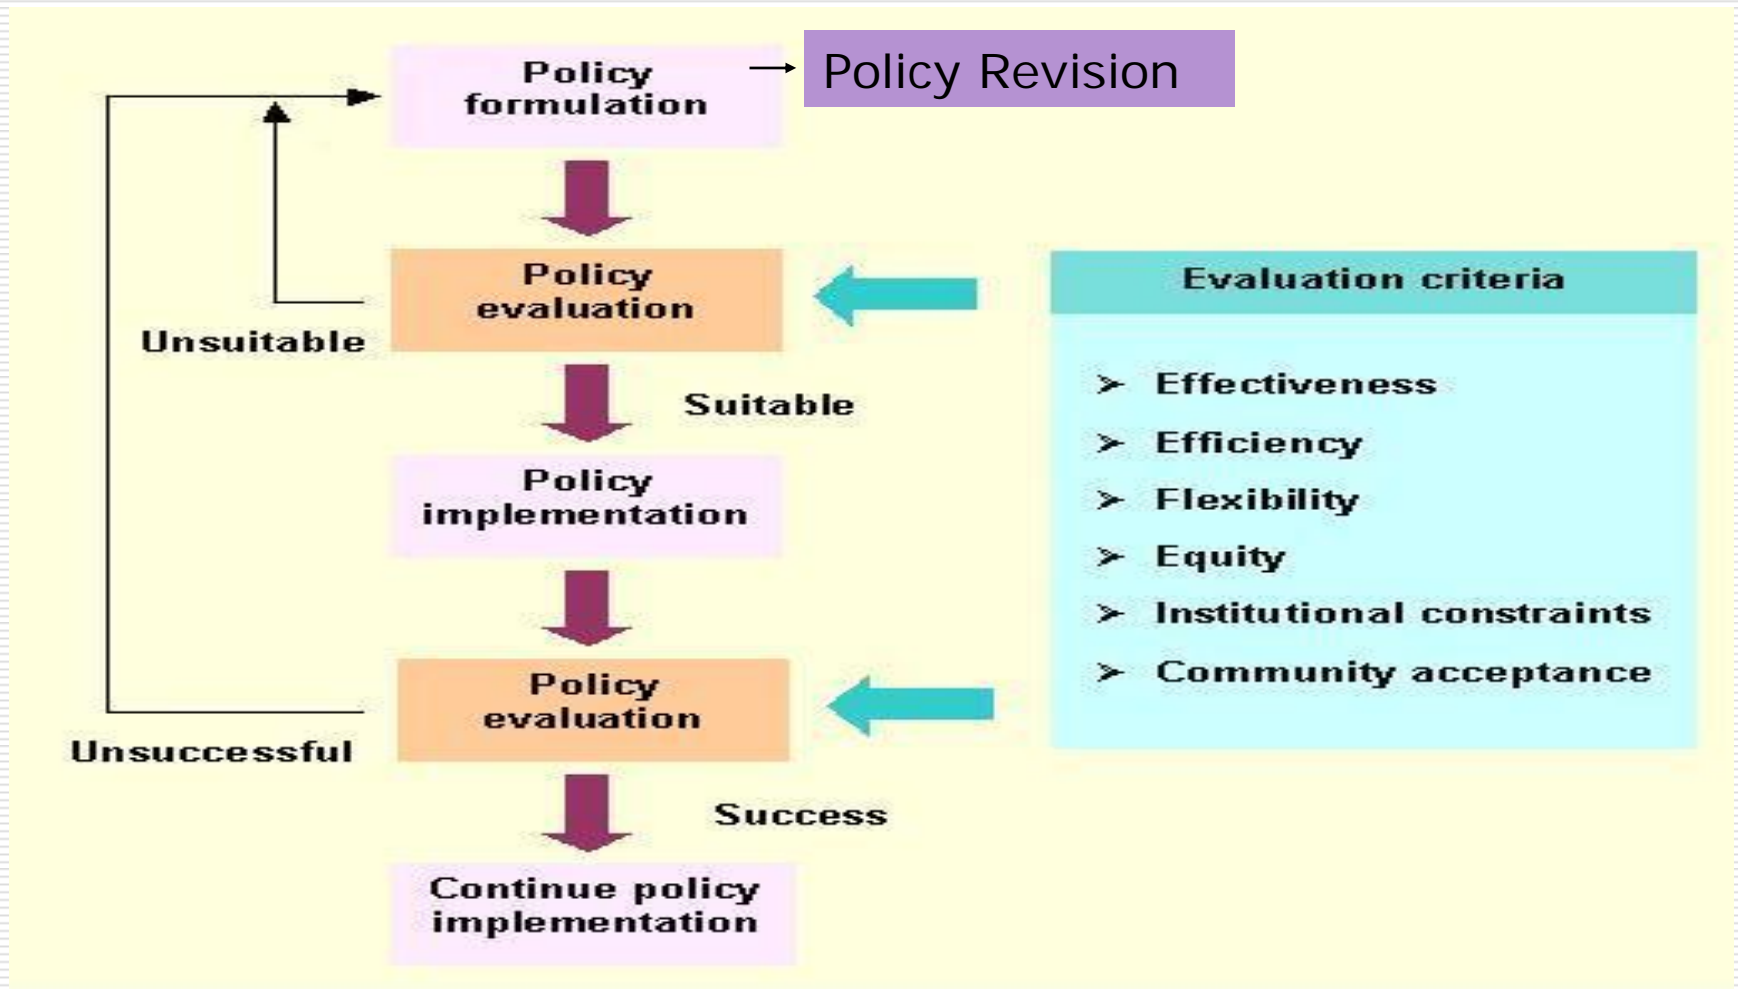 Policy
formulation
Policy Revision
Policy
evaluation
Unsuitable
Suitable
Policy
implementation
Policy
evaluation
Unsuccessful
Success
Continue policy
implementation
Evaluation criteria
➢ Effectiveness
➢ Efficiency
➢ Flexibility
➢ Equity
➢ Institutional constraints
➢ Community acceptance